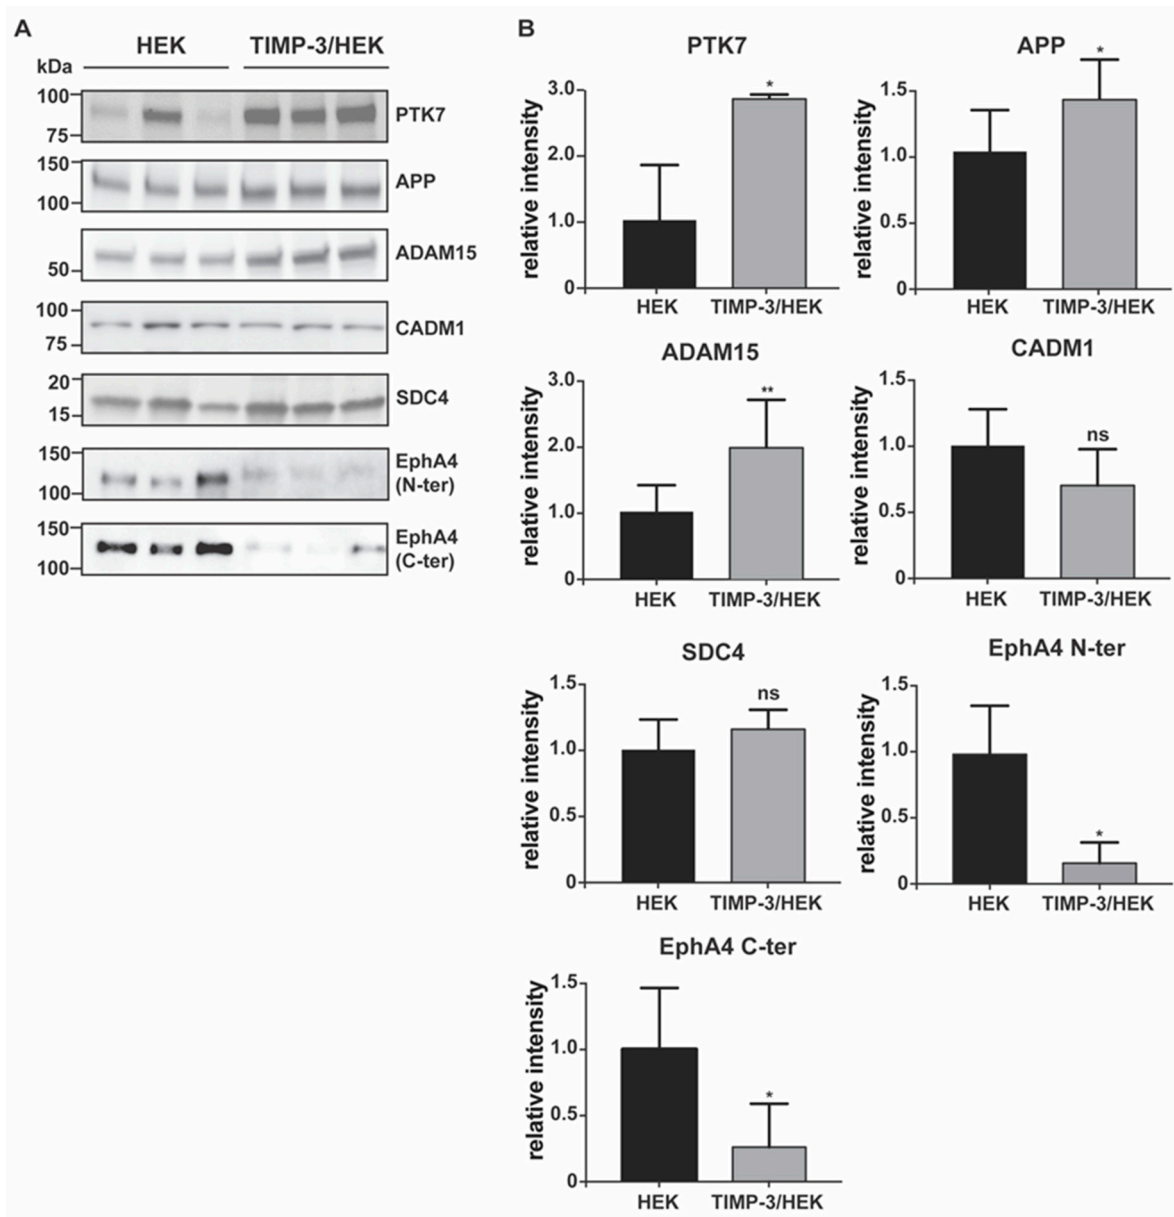 A
HEK TIMP-3/HEK
kDa
100
75
PTK7
150
100
APP
50
ADAM15
100
75
CADM1
20
15
SDC4
150
100
EphA4
(N-ter)
150
100
EphA4
(C-ter)
B
PTK7
relative intensity
3.0
2.0
1.0
0
*
HEK TIMP-3/HEK
APP
relative intensity
1.5
1.0
0.5
0
*
HEK TIMP-3/HEK
ADAM15
relative intensity
3.0
2.0
1.0
0
**
HEK TIMP-3/HEK
CADM1
relative intensity
1.5
1.0
0.5
0
ns
HEK TIMP-3/HEK
SDC4
relative intensity
1.5
1.0
0.5
0
ns
HEK TIMP-3/HEK
EphA4 N-ter
relative intensity
1.5
1.0
0.5
0
*
HEK TIMP-3/HEK
EphA4 C-ter
relative intensity
1.5
1.0
0.5
0
*
HEK TIMP-3/HEK